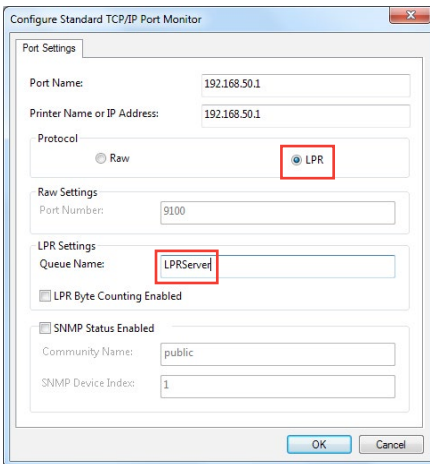 Configure Standard TCP/IP Port Monitor
Port Settings
Port Name: 192.168.50.1
Printer Name or IP Address: 192.168.50.1
Protocol
Raw LPR
Raw Settings
Port Number: 9100
LPR Settings
Queue Name: LPRServer
LPR Byte Counting Enabled
SNMP Status Enabled
Community Name: public
SNMP Device Index: 1
OK Cancel